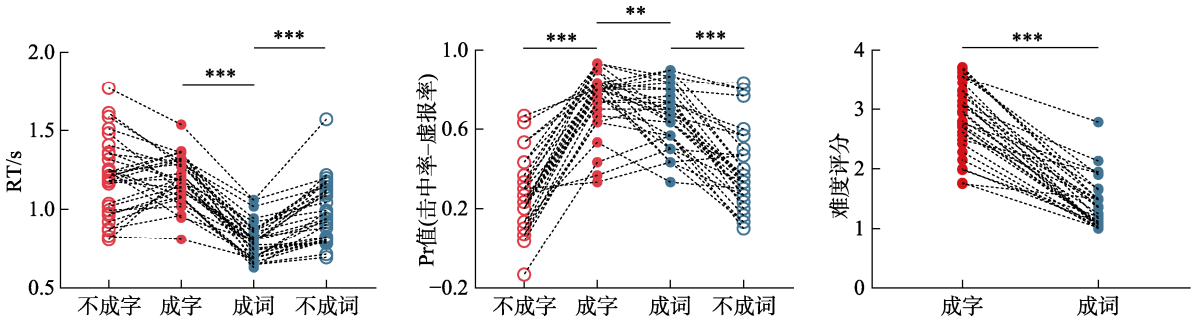 ***
***
2.0
1.5
1.0
0.5
RT/s
不成字
成字
成词
不成词
**
***
***
1.0
0.6
0.2
−0.2
Pr值(击中率−虚报率)
不成字
成字
成词
不成词
***
4
3
2
1
0
难度评分
成字
成词